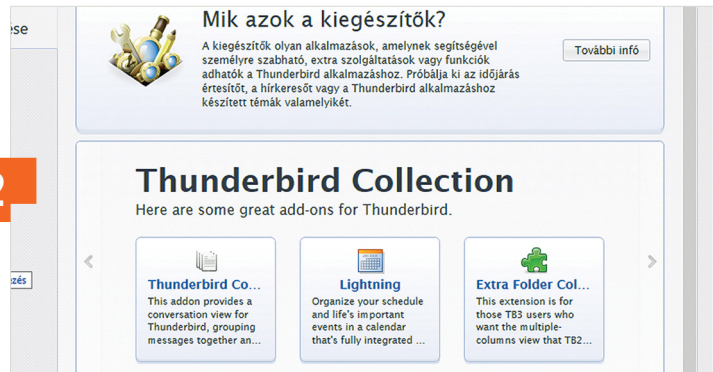 ése
Mik azok a kiegészítők?
A kiegészítők olyan alkalmazások, amelynek segítségével
személyre szabható, extra szolgáltatások vagy funkciók
adhatók a Thunderbird alkalmazáshoz. Próbálja ki az időjárás
értesítőt, a hírkeresőt vagy a Thunderbird alkalmazáshoz
készített témák valamelyikét.
További infó
2
Thunderbird Collection
Here are some great add-ons for Thunderbird.
ezés
Thunderbird Co...
This addon provides a
conversation view for
Thunderbird, grouping
messages together an...
Lightning
Organize your schedule
and life's important
events in a calendar
that's fully integrated ...
Extra Folder Col...
This extension is for
those TB3 users who
want the multiple-
columns view that TB2...